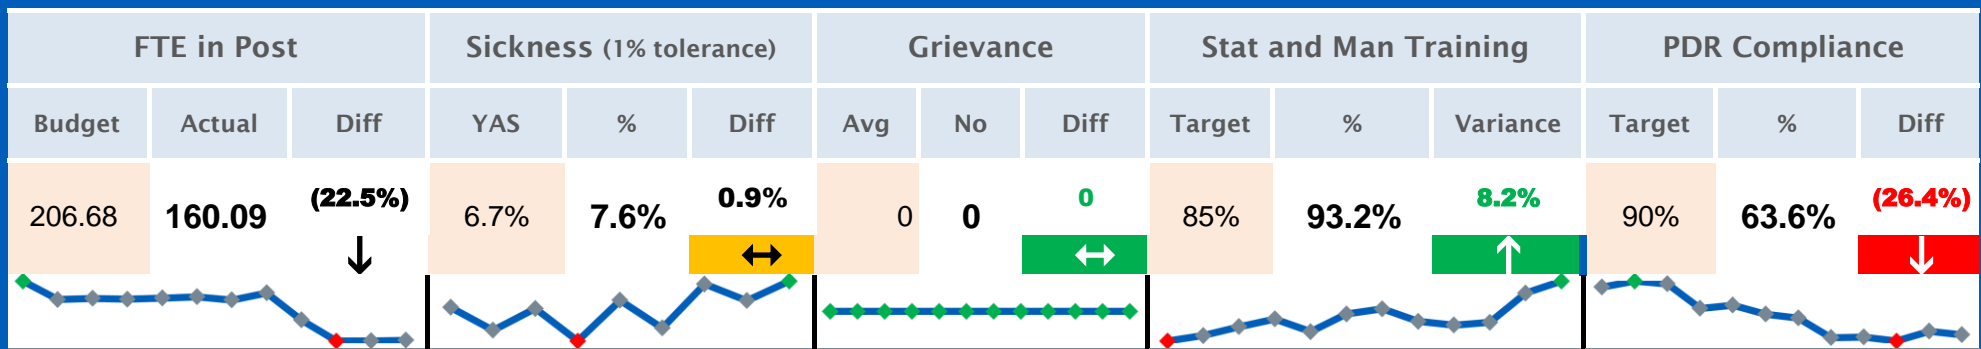 FTE in Post Sickness (1% tolerance) Grievance Stat and Man Training PDR Compliance
Budget Actual Diff YAS % Diff Avg No Diff Target % Variance Target % Diff
206.68 160.09 (22.5%) 6.7% 7.6% 0.9% 0 0 0 85% 93.2% 8.2% 90% 63.6% (26.4%)